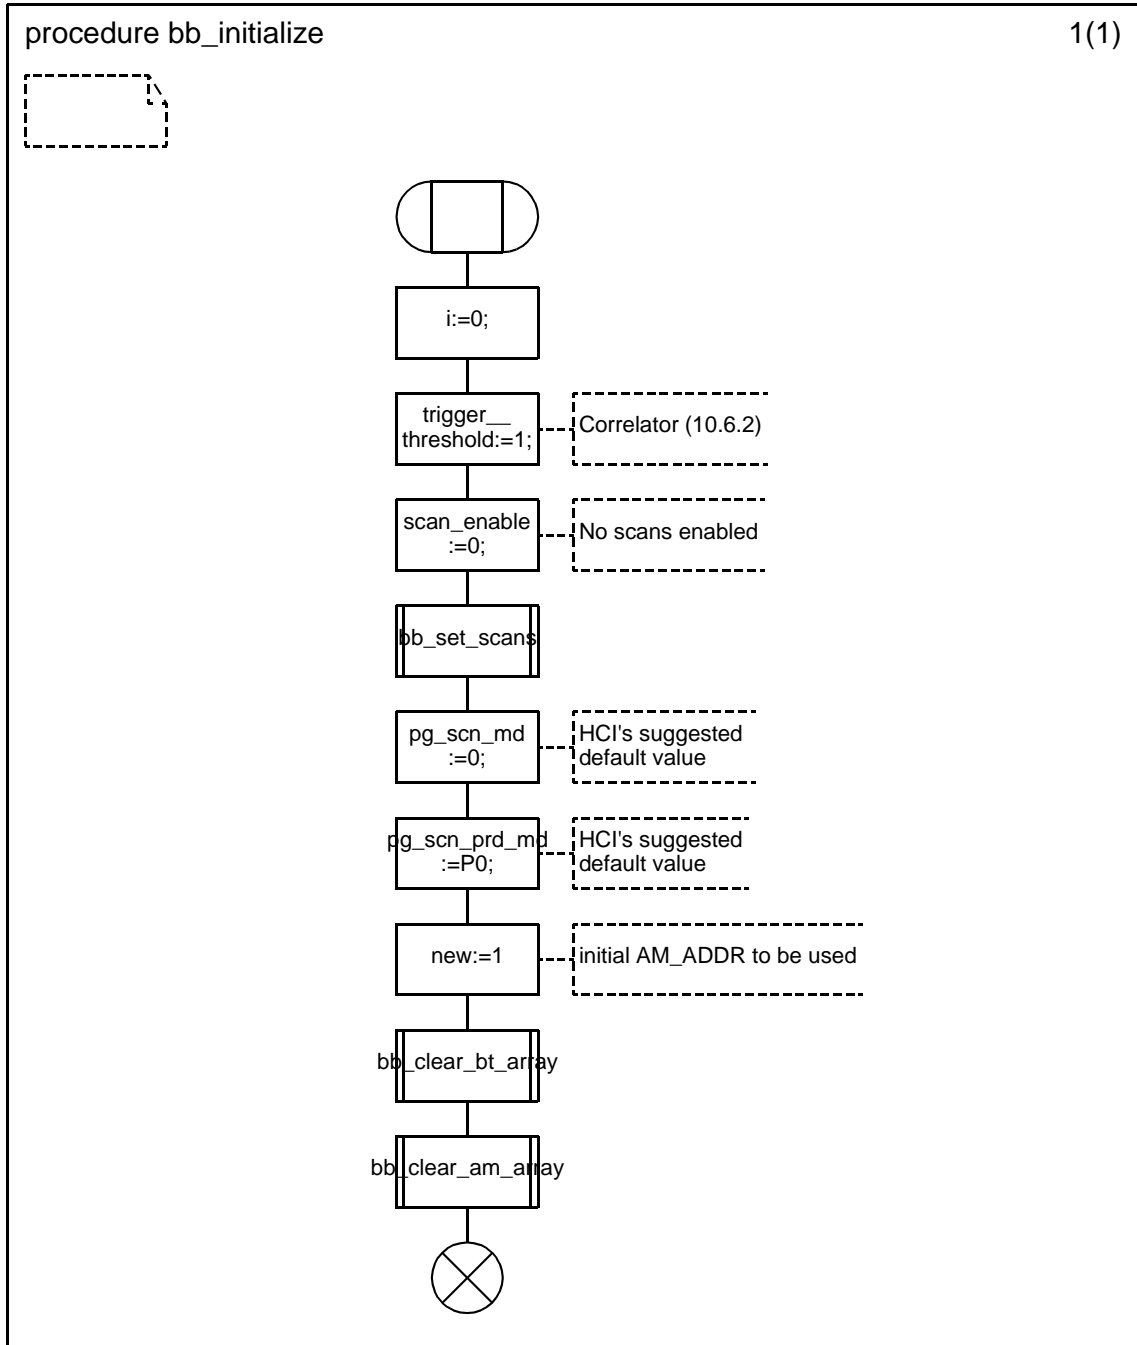 procedure bb_initialize
1(1)
i:=0;
trigger__
threshold:=1;
Correlator (10.6.2)
scan_enable
:=0;
No scans enabled
bb_set_scans
pg_scn_md
:=0;
HCI's suggested
default value
pg_scn_prd_md
:=P0;
HCI's suggested
default value
new:=1
initial AM_ADDR to be used
bb_clear_bt_array
bb_clear_am_array